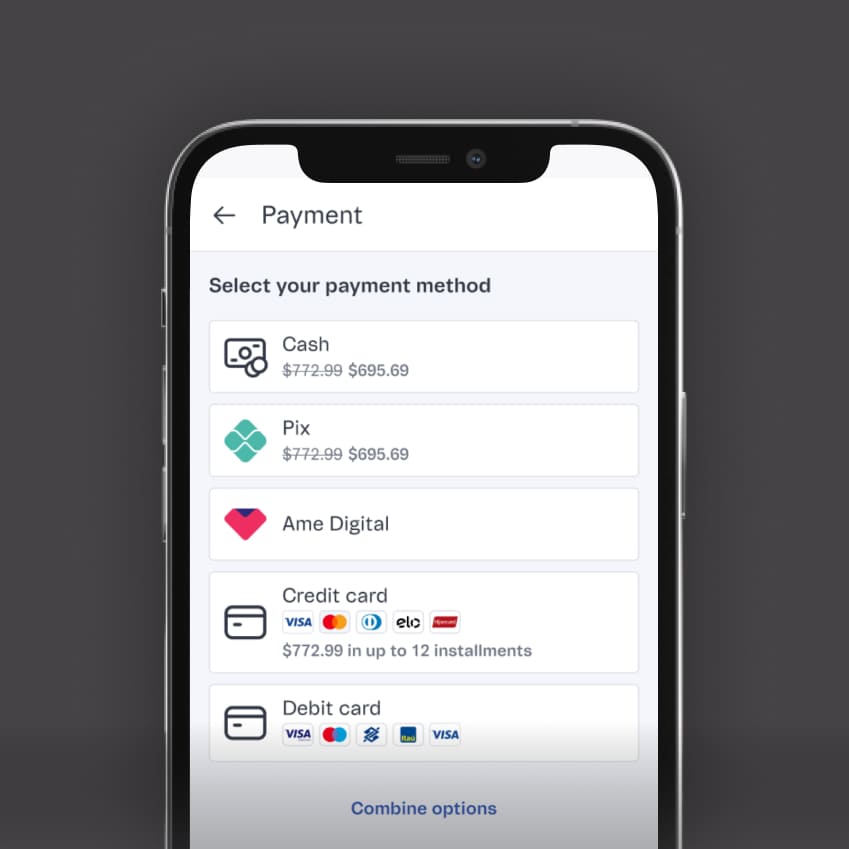 Payment
Select your payment method
Cash
$772.99 $695.69
Pix
$772.99 $695.69
Ame Digital
Credit card
VISA elo Hipercard
$772.99 in up to 12 installments
Debit card
VISA Itaú VISA
Combine options